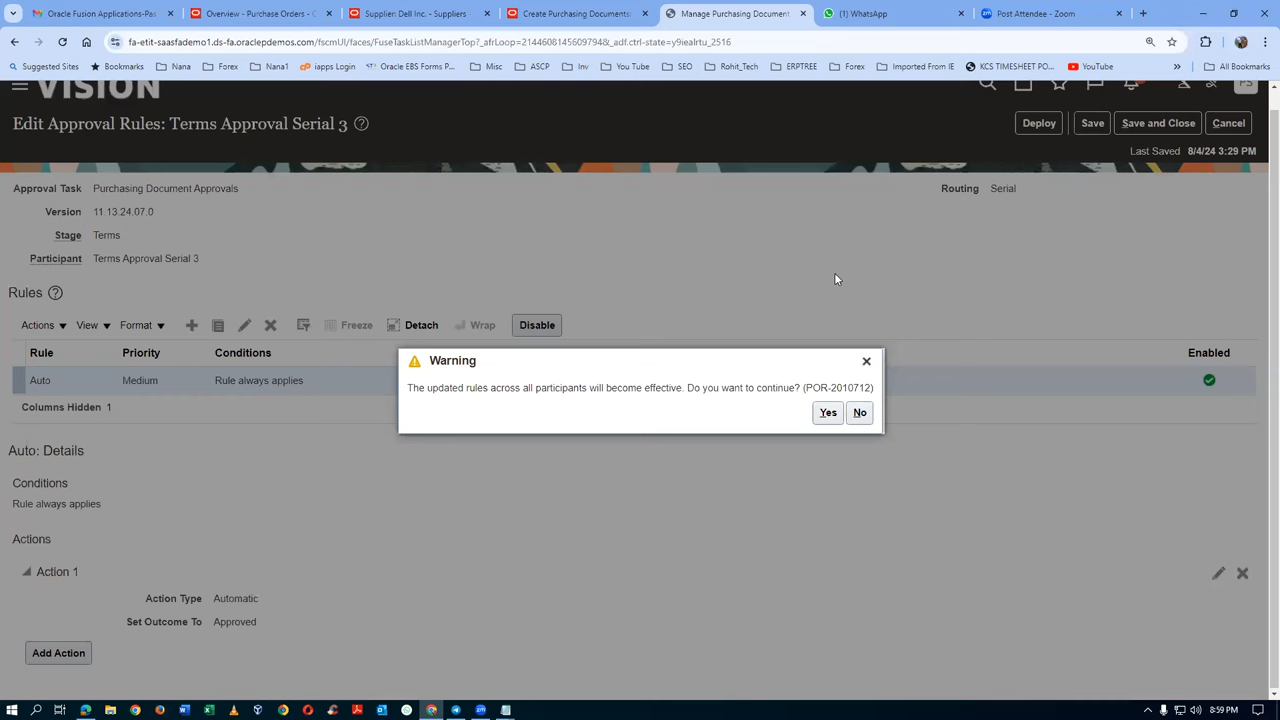 Oracle Fusion Applications-Pas
Overview - Purchase Orders - C
Supplier: Dell Inc. - Suppliers
Create Purchasing Documents:
Manage Purchasing Document
(1) WhatsApp
Post Attendee - Zoom
fa-etit-saasfademo1.ds-fa.oraclepdemos.com/fscmUI/faces/FuseTaskListManagerTop?_afrLoop=21446081456097948&_adf.ctrl-state=y9iealrtu_2516
Suggested Sites
Bookmarks
Nana
Forex
Nana1
iapps Login
Oracle EBS Forms P...
Misc
ASCP
Inv
You Tube
SEO
Rohit_Tech
ERPTREE
Forex
Imported From IE
KCS TIMESHEET PO...
YouTube
All Bookmarks
VISION
Edit Approval Rules: Terms Approval Serial 3
Deploy
Save
Save and Close
Cancel
Last Saved 8/4/24 3:29 PM
Approval Task Purchasing Document Approvals
Routing Serial
Version 11.13.24.07.0
Stage Terms
Participant Terms Approval Serial 3
Rules
Actions View Format Freeze Detach Wrap Disable
Rule Priority Conditions Enabled
Auto Medium Rule always applies
Columns Hidden 1
Warning
The updated rules across all participants will become effective. Do you want to continue? (POR-2010712)
Yes No
Auto: Details
Conditions
Rule always applies
Actions
Action 1
Action Type Automatic
Set Outcome To Approved
Add Action
8:59 PM